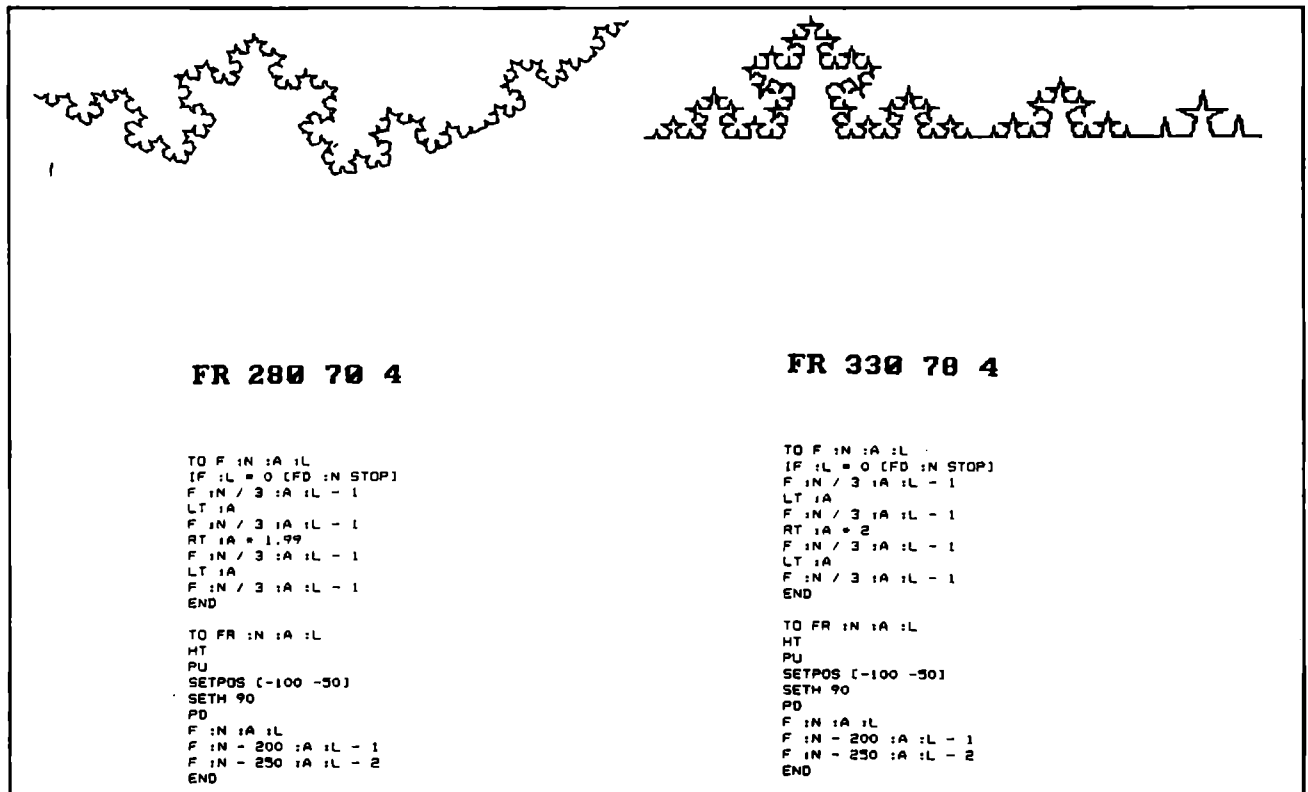 FR 280 70 4
TO F :N :A :L
IF :L = 0 [FD :N STOP]
F :N / 3 :A :L - 1
LT :A
F :N / 3 :A :L - 1
RT :A * 1.99
F :N / 3 :A :L - 1
LT :A
F :N / 3 :A :L - 1
END
TO FR :N :A :L
HT
PU
SETPOS [-100 -50]
SETH 90
PD
F :N :A :L
F :N - 200 :A :L - 1
F :N - 250 :A :L - 2
END
FR 330 78 4
TO F :N :A :L
IF :L = 0 [FD :N STOP]
F :N / 3 :A :L - 1
LT :A
F :N / 3 :A :L - 1
RT :A * 2
F :N / 3 :A :L - 1
LT :A
F :N / 3 :A :L - 1
END
TO FR :N :A :L
HT
PU
SETPOS [-100 -50]
SETH 90
PD
F :N :A :L
F :N - 200 :A :L - 1
F :N - 250 :A :L - 2
END